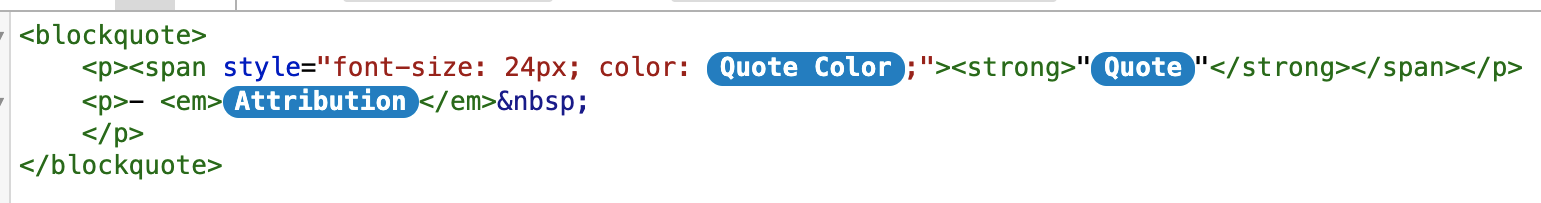 <blockquote>
<p><span style="font-size: 24px; color: Quote Color;"><strong>"Quote"</strong></span></p>
<p>– <em>Attribution</em>&nbsp;
</p>
</blockquote>